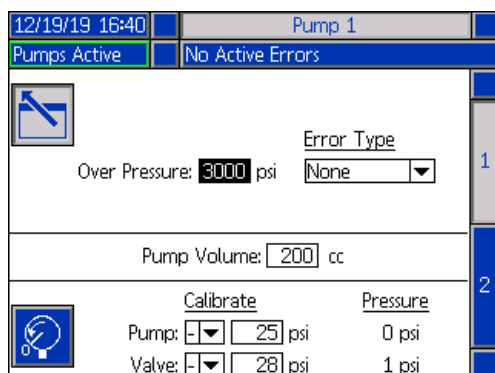 12/19/19 16:40 Pump 1
Pumps Active No Active Errors
Error Type
Over Pressure: 3000 psi None
1
Pump Volume: 200 cc
2
Calibrate Pressure
Pump: - 25 psi 0 psi
Valve: - 28 psi 1 psi